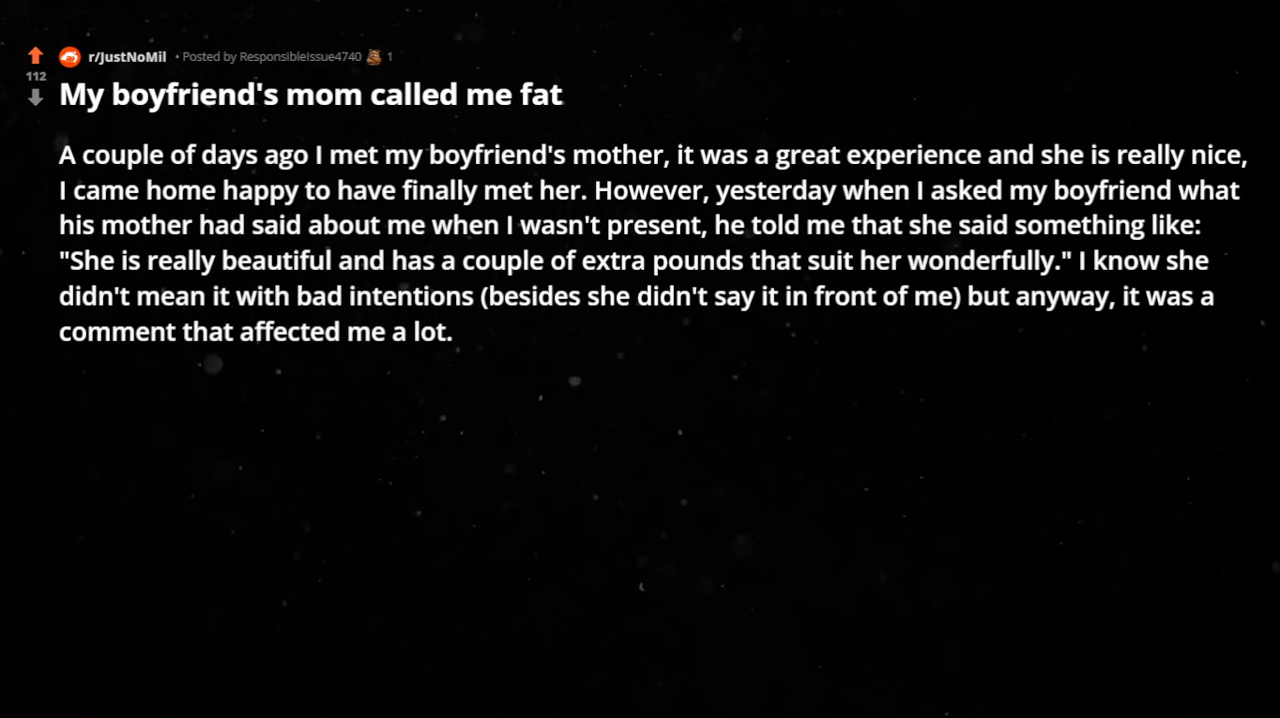 r/JustNoMil • Posted by ResponsibleIssue4740 1
112
My boyfriend's mom called me fat
A couple of days ago I met my boyfriend's mother, it was a great experience and she is really nice,
I came home happy to have finally met her. However, yesterday when I asked my boyfriend what
his mother had said about me when I wasn't present, he told me that she said something like:
"She is really beautiful and has a couple of extra pounds that suit her wonderfully." I know she
didn't mean it with bad intentions (besides she didn't say it in front of me) but anyway, it was a
comment that affected me a lot.